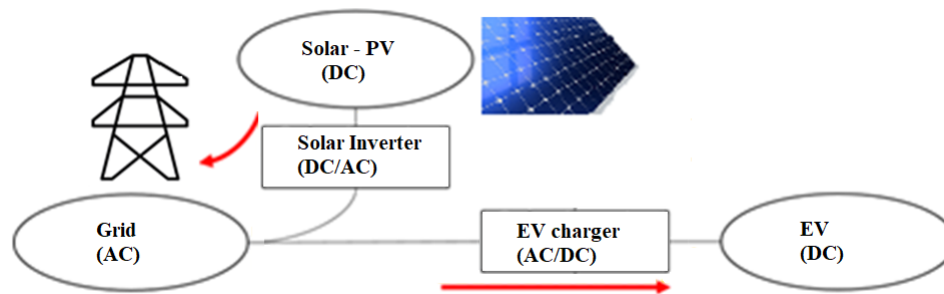 Solar - PV
(DC)
Solar Inverter
(DC/AC)
Grid
(AC)
EV charger
(AC/DC)
EV
(DC)